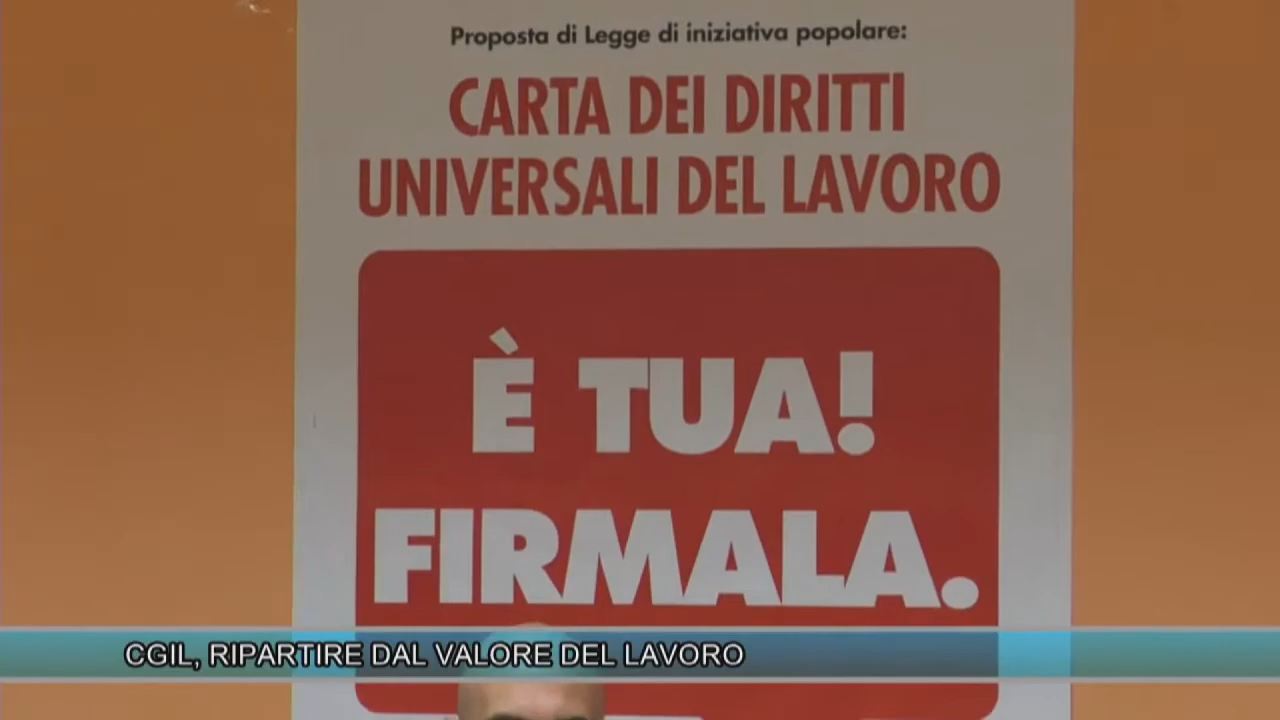 Proposta di Legge di iniziativa popolare:
CARTA DEI DIRITTI
UNIVERSALI DEL LAVORO
È TUA!
FIRMALA.
CGIL, RIPARTIRE DAL VALORE DEL LAVORO